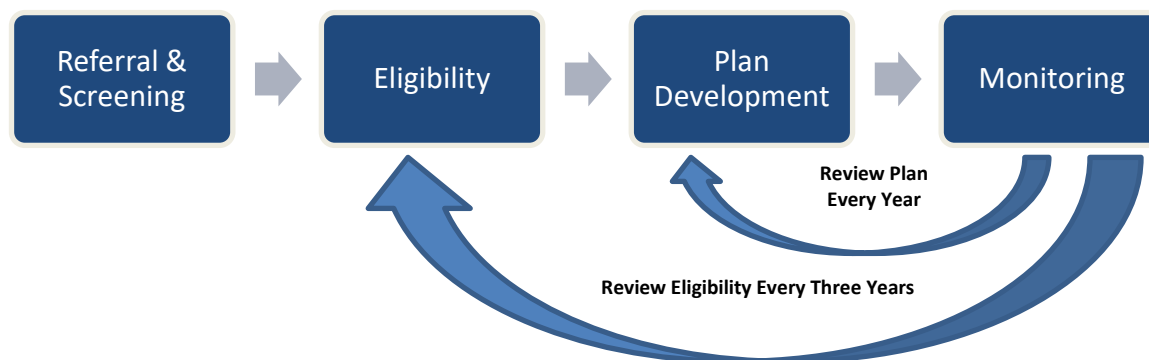 Referral &
Screening
Eligibility
Plan
Development
Monitoring
Review Plan
Every Year
Review Eligibility Every Three Years